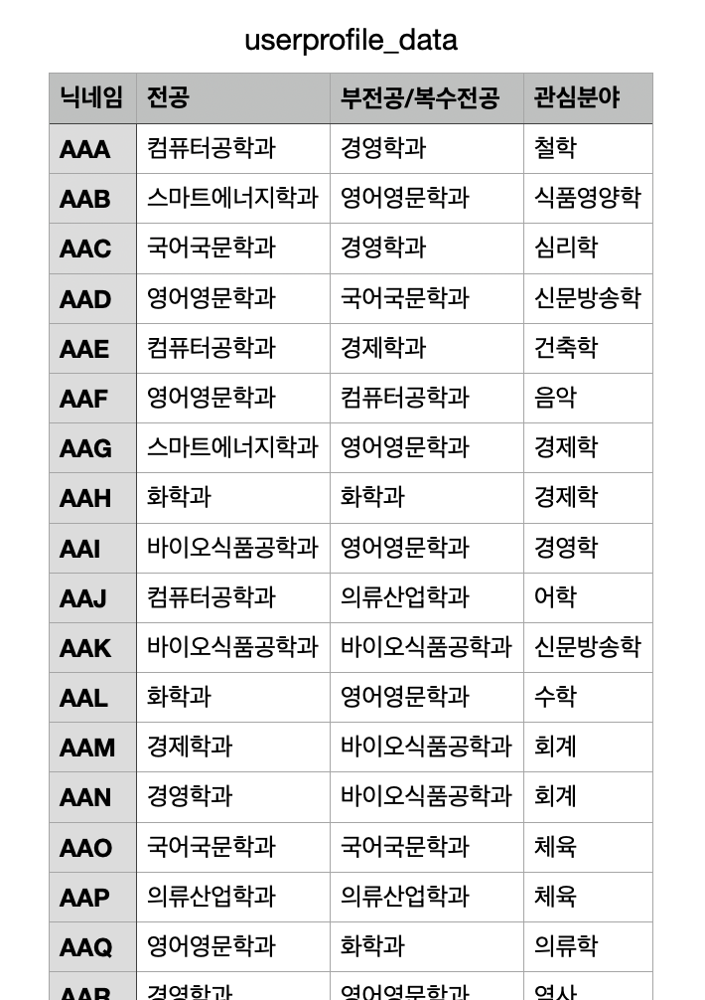 userprofile_data
닉네임 전공 부전공/복수전공 관심분야
AAA 컴퓨터공학과 경영학과 철학
AAB 스마트에너지학과 영어영문학과 식품영양학
AAC 국어국문학과 경영학과 심리학
AAD 영어영문학과 국어국문학과 신문방송학
AAE 컴퓨터공학과 경제학과 건축학
AAF 영어영문학과 컴퓨터공학과 음악
AAG 스마트에너지학과 영어영문학과 경제학
AAH 화학과 화학과 경제학
AAI 바이오식품공학과 영어영문학과 경영학
AAJ 컴퓨터공학과 의류산업학과 어학
AAK 바이오식품공학과 바이오식품공학과 신문방송학
AAL 화학과 영어영문학과 수학
AAM 경제학과 바이오식품공학과 회계
AAN 경영학과 바이오식품공학과 회계
AAO 국어국문학과 국어국문학과 체육
AAP 의류산업학과 의류산업학과 체육
AAQ 영어영문학과 화학과 의류학
AAR 경영학과 영어영문학과 역사